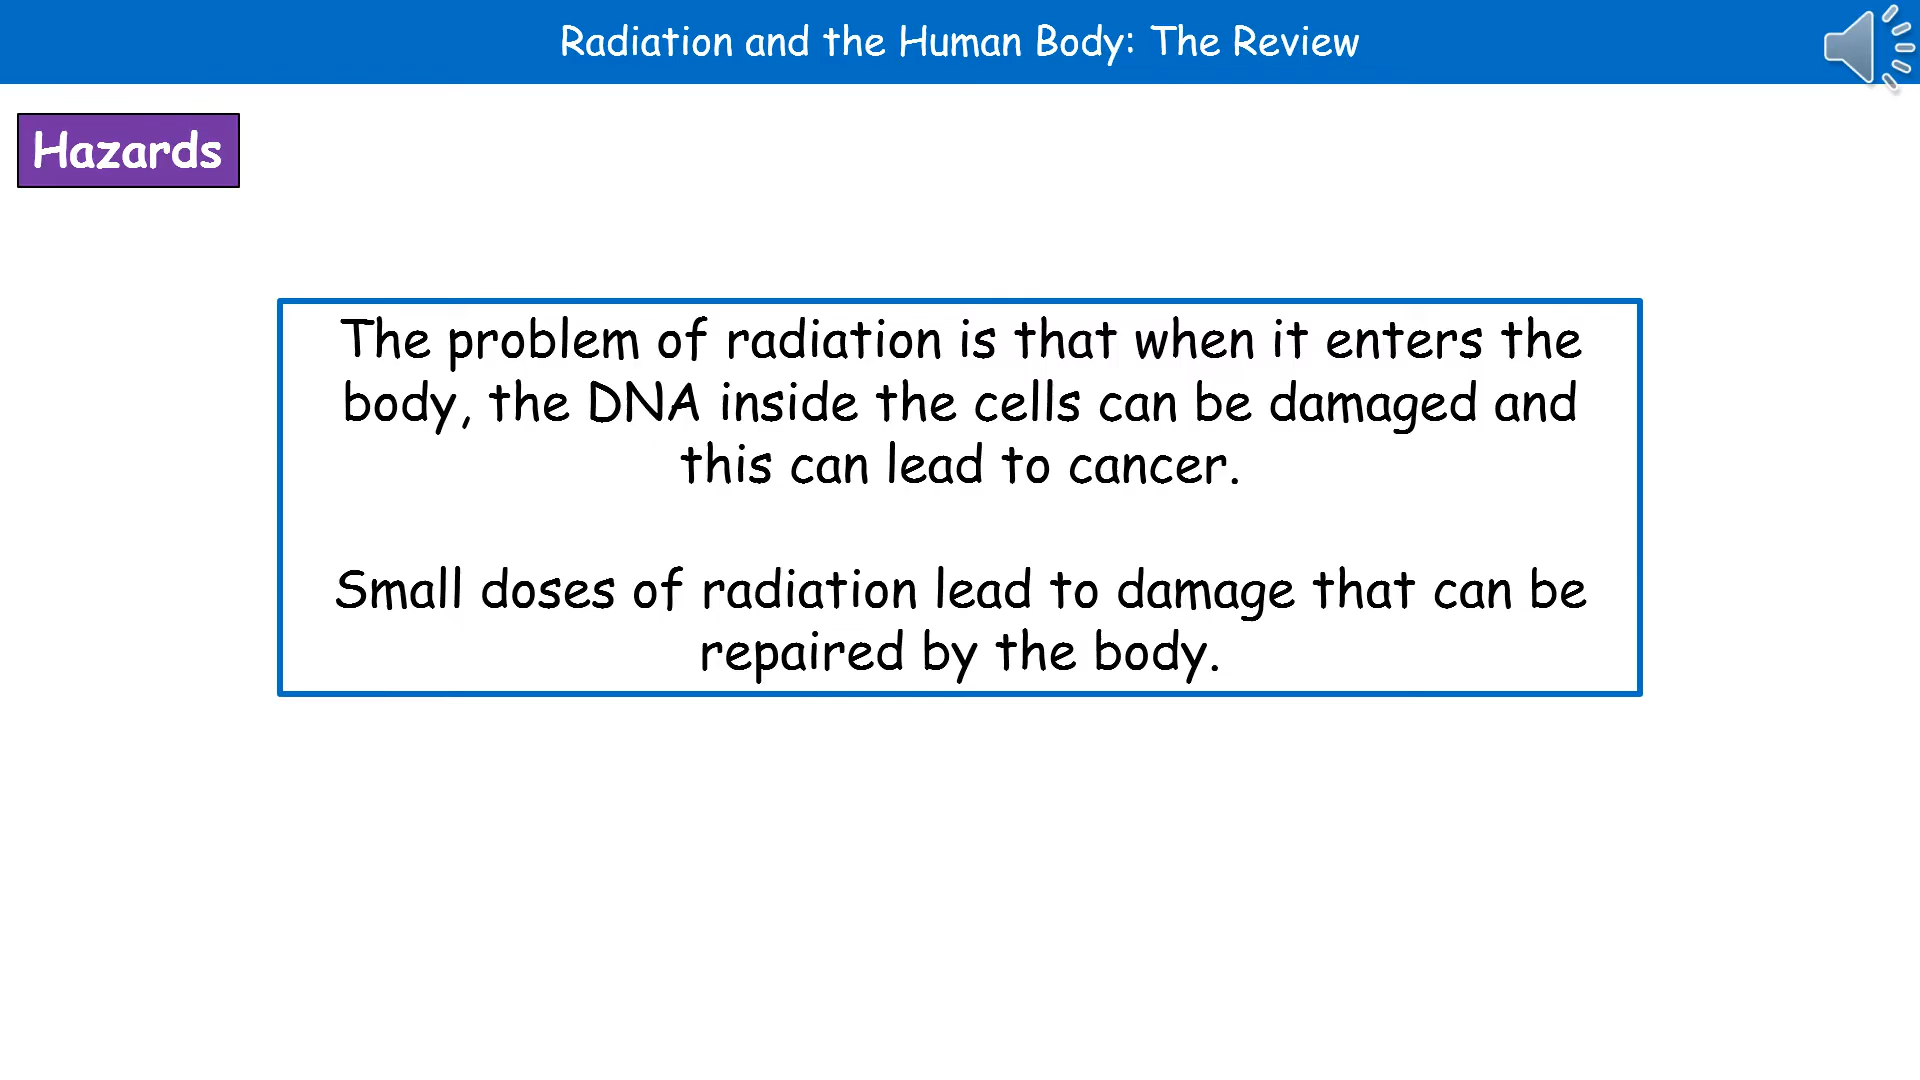 Radiation and the Human Body: The Review
Hazards
The problem of radiation is that when it enters the
body, the DNA inside the cells can be damaged and
this can lead to cancer.
Small doses of radiation lead to damage that can be
repaired by the body.